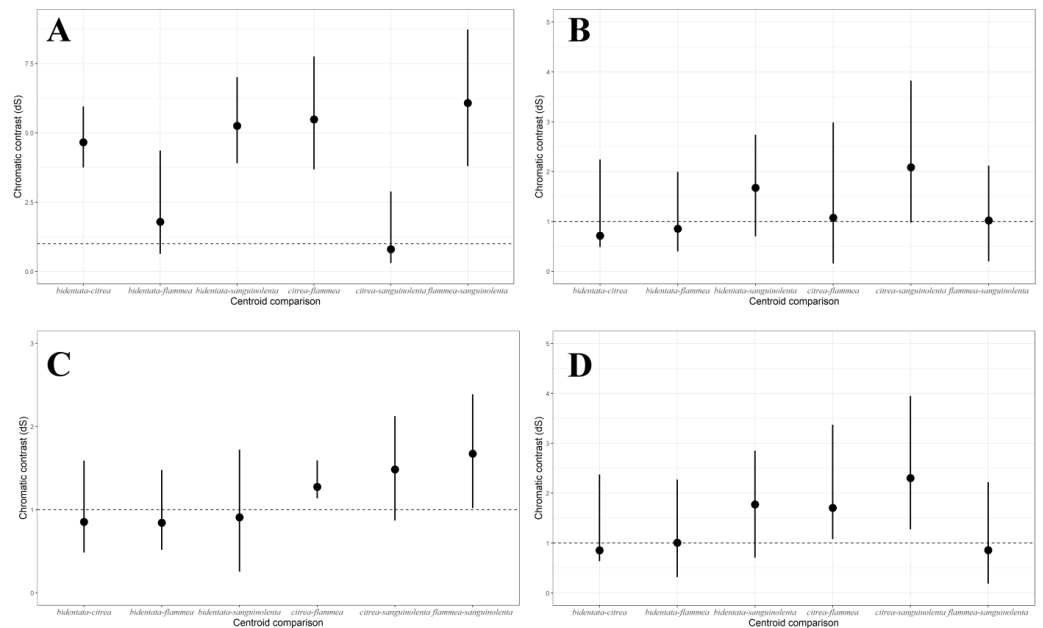 A
Chromatic contrast (dS)
7.5
5.0
2.5
0.0
bidentata-citrea bidentata-flammea bidentata-sanguinolenta citrea-flammea citrea-sanguinolenta flammea-sanguinolenta
Centroid comparison
B
Chromatic contrast (dS)
5
4
3
2
1
0
bidentata-citrea bidentata-flammea bidentata-sanguinolenta citrea-flammea citrea-sanguinolenta flammea-sanguinolenta
Centroid comparison
C
Chromatic contrast (dS)
3
2
1
0
bidentata-citrea bidentata-flammea bidentata-sanguinolenta citrea-flammea citrea-sanguinolenta flammea-sanguinolenta
Centroid comparison
D
Chromatic contrast (dS)
5
4
3
2
1
0
bidentata-citrea bidentata-flammea bidentata-sanguinolenta citrea-flammea citrea-sanguinolenta flammea-sanguinolenta
Centroid comparison